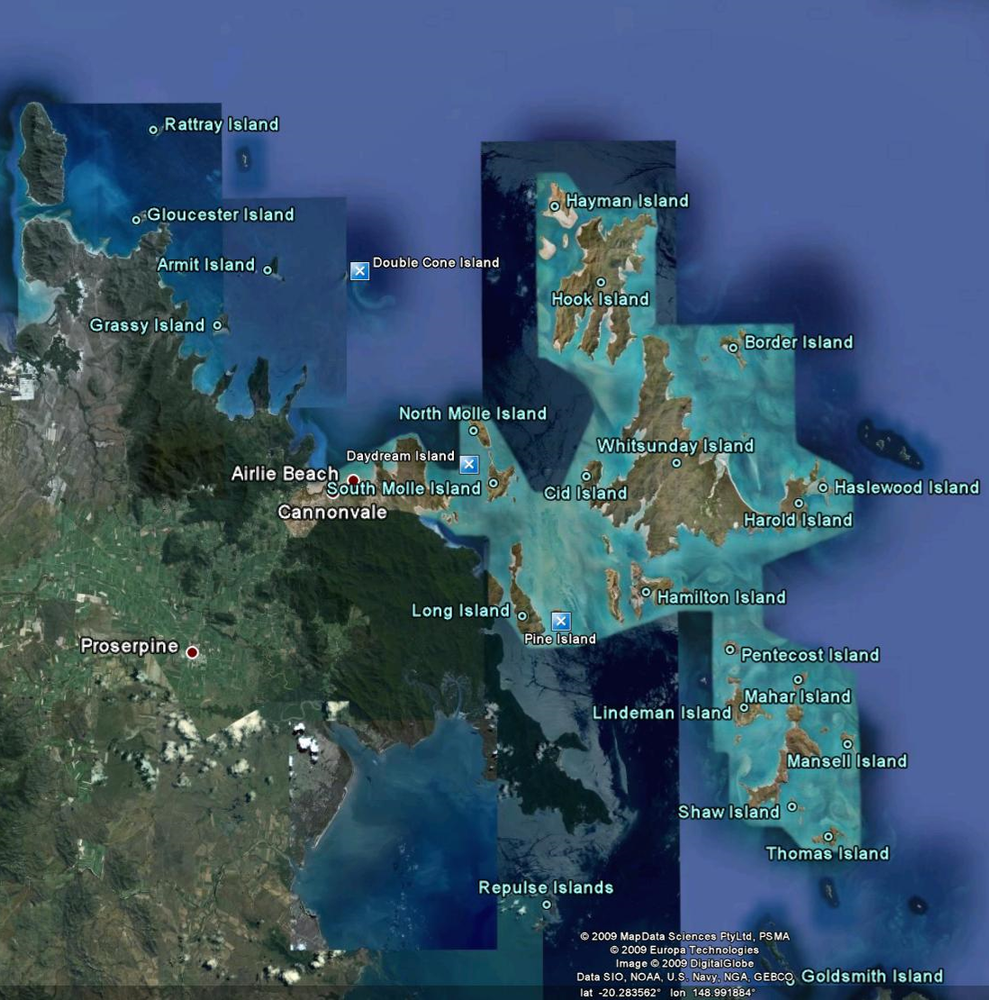 Rattray Island
Hayman Island
Gloucester Island
Armit Island
Double Cone Island
Hook Island
Grassy Island
Border Island
North Molle Island
Whitsunday Island
Daydream Island
Airlie Beach
South Molle Island
Cid Island
Haslewood Island
Cannonvale
Harold Island
Hamilton Island
Long Island
Pine Island
Proserpine
Pentecost Island
Mahar Island
Lindeman Island
Mansell Island
Shaw Island
Thomas Island
Repulse Islands
© 2009 MapData Sciences PtyLtd, PSMA
© 2009 Europa Technologies
Image © 2009 DigitalGlobe
Data SIO, NOAA, U.S. Navy, NGA, GEBCO
Goldsmith Island
lat -20.283562° lon 148.991884°